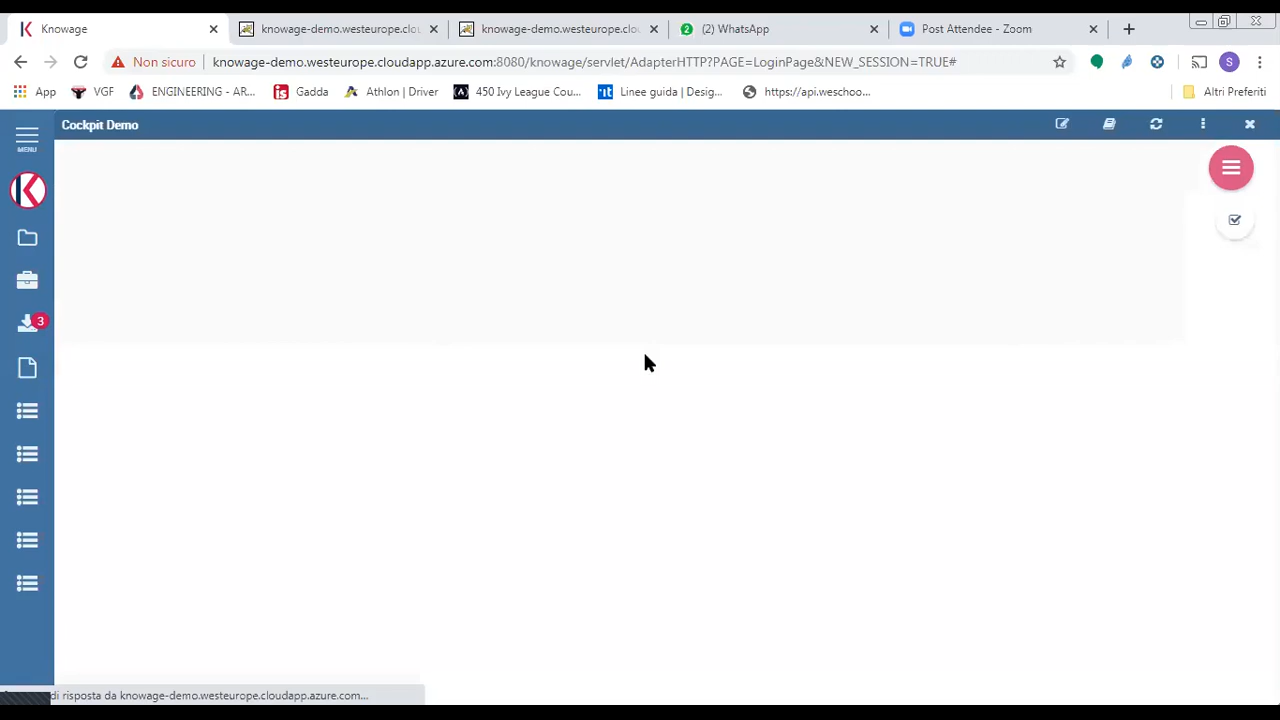 Knowage
knowage-demo.westeurope.clou
knowage-demo.westeurope.clou
(2) WhatsApp
Post Attendee - Zoom
Non sicuro
knowage-demo.westeurope.cloudapp.azure.com:8080/knowage/servlet/AdapterHTTP?PAGE=LoginPage&NEW_SESSION=TRUE#
S
App
VGF
ENGINEERING - AR...
Gadda
Athlon | Driver
450 Ivy League Cou...
Linee guida | Desig...
https://api.weschoo...
Altri Preferiti
MENU
Cockpit Demo
3
di risposta da knowage-demo.westeurope.cloudapp.azure.com...